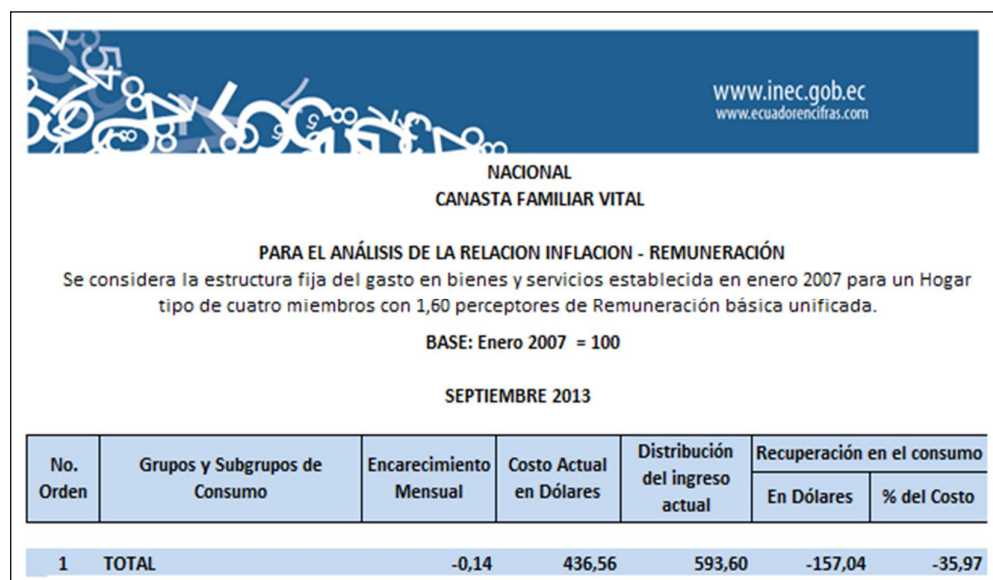 www.inec.gob.ec
www.ecuadorencifras.com
NACIONAL
CANASTA FAMILIAR VITAL
PARA EL ANÁLISIS DE LA RELACION INFLACION - REMUNERACIÓN
Se considera la estructura fija del gasto en bienes y servicios establecida en enero 2007 para un Hogar
tipo de cuatro miembros con 1,60 perceptores de Remuneración básica unificada.
BASE: Enero 2007 = 100
SEPTIEMBRE 2013
No. Orden
Grupos y Subgrupos de Consumo
Encarecimiento Mensual
Costo Actual en Dólares
Distribución del ingreso actual
Recuperación en el consumo
En Dólares % del Costo
1 TOTAL -0,14 436,56 593,60 -157,04 -35,97